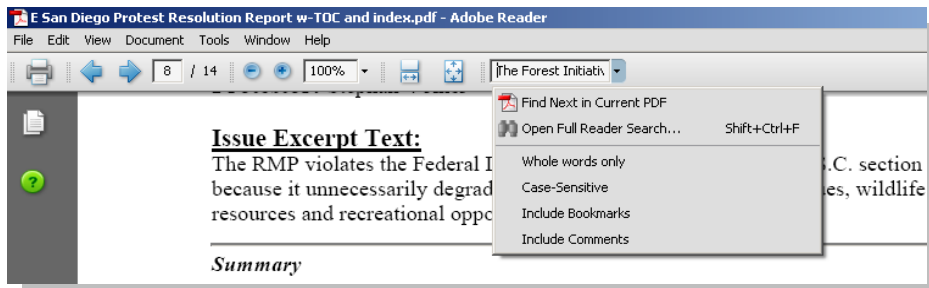 E San Diego Protest Resolution Report w-TOC and index.pdf - Adobe Reader
File Edit View Document Tools Window Help
8 / 14 100% The Forest Initiativ
Find Next in Current PDF
Open Full Reader Search... Shift+Ctrl+F
Whole words only
Case-Sensitive
Include Bookmarks
Include Comments
Issue Excerpt Text:
The RMP violates the Federal .C. section
because it unnecessarily degrad es, wildlife
resources and recreational oppo
Summary